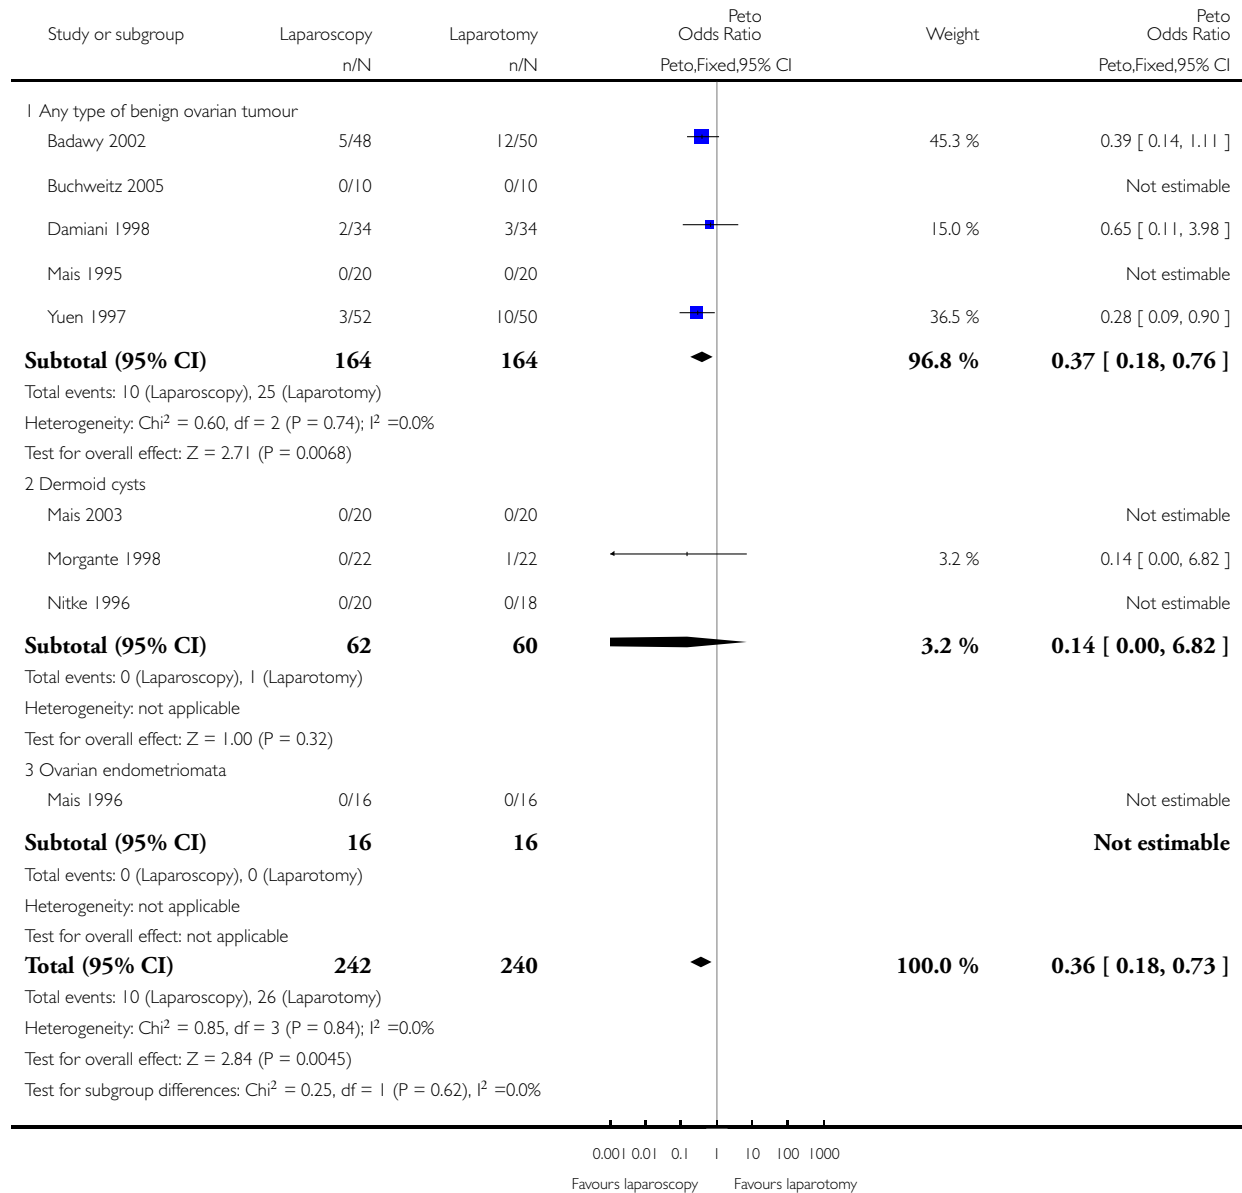 Peto Peto
Study or subgroup Laparoscopy Laparotomy Odds Ratio Weight Odds Ratio
n/N n/N Peto,Fixed,95% CI Peto,Fixed,95% CI
1 Any type of benign ovarian tumour
Badawy 2002 5/48 12/50 45.3 % 0.39 [ 0.14, 1.11 ]
Buchweitz 2005 0/10 0/10 Not estimable
Damiani 1998 2/34 3/34 15.0 % 0.65 [ 0.11, 3.98 ]
Mais 1995 0/20 0/20 Not estimable
Yuen 1997 3/52 10/50 36.5 % 0.28 [ 0.09, 0.90 ]
Subtotal (95% CI) 164 164 96.8 % 0.37 [ 0.18, 0.76 ]
Total events: 10 (Laparoscopy), 25 (Laparotomy)
Heterogeneity: Chi² = 0.60, df = 2 (P = 0.74); I² =0.0%
Test for overall effect: Z = 2.71 (P = 0.0068)
2 Dermoid cysts
Mais 2003 0/20 0/20 Not estimable
Morgante 1998 0/22 1/22 3.2 % 0.14 [ 0.00, 6.82 ]
Nitke 1996 0/20 0/18 Not estimable
Subtotal (95% CI) 62 60 3.2 % 0.14 [ 0.00, 6.82 ]
Total events: 0 (Laparoscopy), 1 (Laparotomy)
Heterogeneity: not applicable
Test for overall effect: Z = 1.00 (P = 0.32)
3 Ovarian endometriomata
Mais 1996 0/16 0/16 Not estimable
Subtotal (95% CI) 16 16 Not estimable
Total events: 0 (Laparoscopy), 0 (Laparotomy)
Heterogeneity: not applicable
Test for overall effect: not applicable
Total (95% CI) 242 240 100.0 % 0.36 [ 0.18, 0.73 ]
Total events: 10 (Laparoscopy), 26 (Laparotomy)
Heterogeneity: Chi² = 0.85, df = 3 (P = 0.84); I² =0.0%
Test for overall effect: Z = 2.84 (P = 0.0045)
Test for subgroup differences: Chi² = 0.25, df = 1 (P = 0.62), I² =0.0%
0.001 0.01 0.1 1 10 100 1000
Favours laparoscopy Favours laparotomy